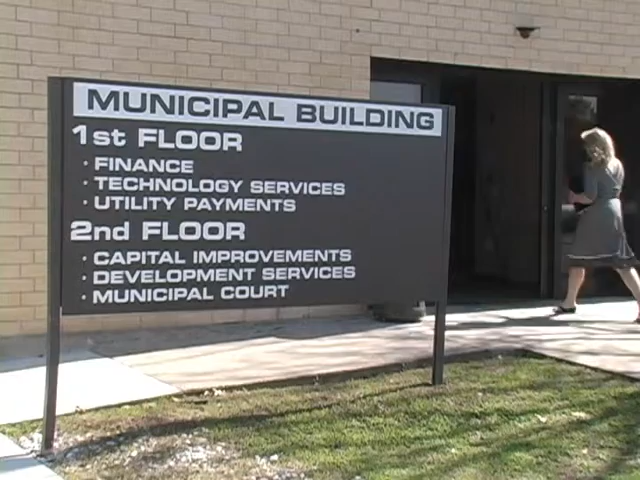 MUNICIPAL BUILDING
1st FLOOR
· FINANCE
· TECHNOLOGY SERVICES
· UTILITY PAYMENTS
2nd FLOOR
· CAPITAL IMPROVEMENTS
· DEVELOPMENT SERVICES
· MUNICIPAL COURT